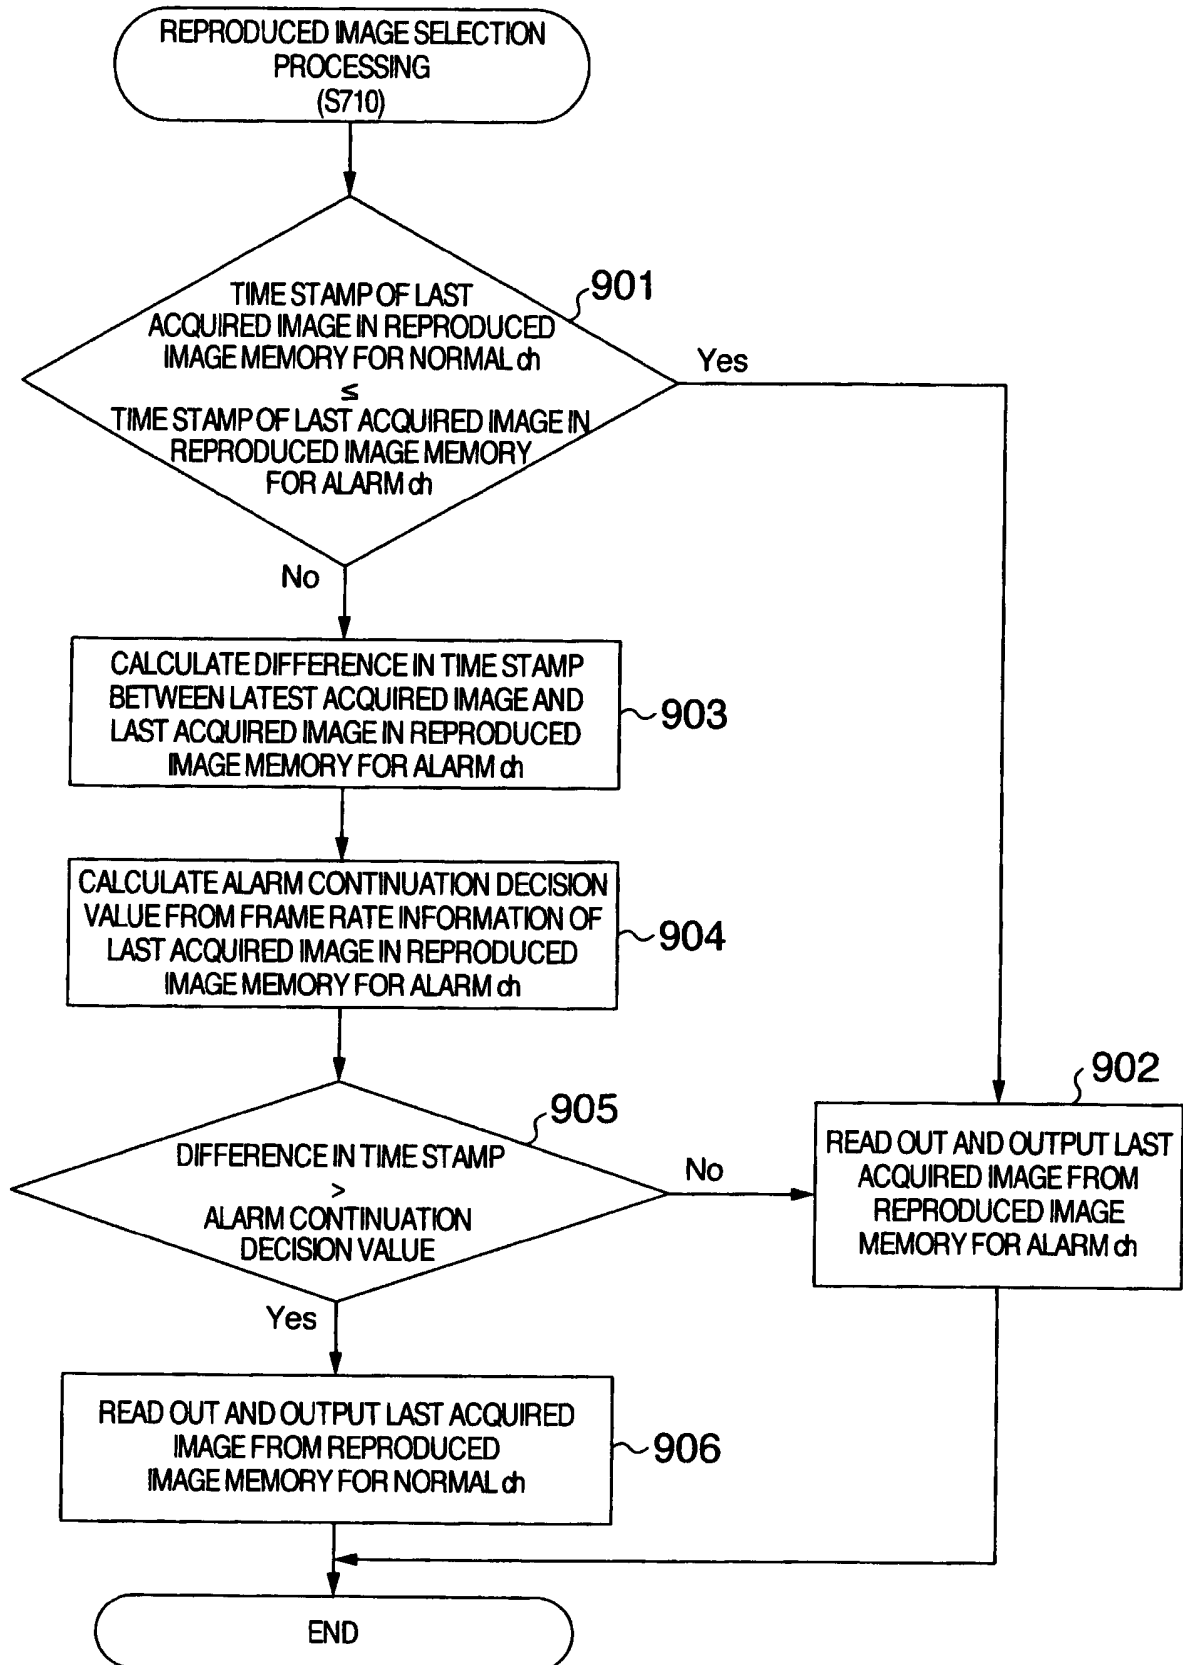 REPRODUCED IMAGE SELECTION
PROCESSING
(S710)
901
TIME STAMP OF LAST
ACQUIRED IMAGE IN REPRODUCED
IMAGE MEMORY FOR NORMAL ch
≤
TIME STAMP OF LAST ACQUIRED IMAGE IN
REPRODUCED IMAGE MEMORY
FOR ALARM ch
Yes
No
CALCULATE DIFFERENCE IN TIME STAMP
BETWEEN LATEST ACQUIRED IMAGE AND
LAST ACQUIRED IMAGE IN REPRODUCED
IMAGE MEMORY FOR ALARM ch
903
CALCULATE ALARM CONTINUATION DECISION
VALUE FROM FRAME RATE INFORMATION OF
LAST ACQUIRED IMAGE IN REPRODUCED
IMAGE MEMORY FOR ALARM ch
904
905
DIFFERENCE IN TIME STAMP
>
ALARM CONTINUATION
DECISION VALUE
No
Yes
902
READ OUT AND OUTPUT LAST
ACQUIRED IMAGE FROM
REPRODUCED IMAGE
MEMORY FOR ALARM ch
READ OUT AND OUTPUT LAST ACQUIRED
IMAGE FROM REPRODUCED
IMAGE MEMORY FOR NORMAL ch
906
END